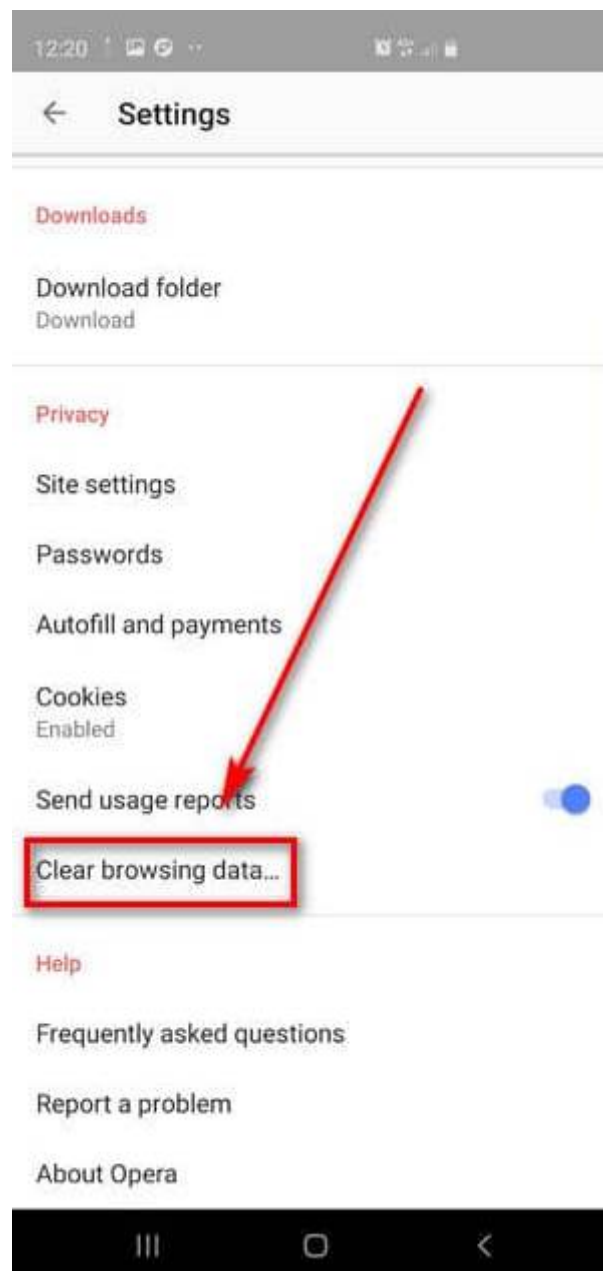 12:20
Settings
Downloads
Download folder
Download
Privacy
Site settings
Passwords
Autofill and payments
Cookies
Enabled
Send usage reports
Clear browsing data...
Help
Frequently asked questions
Report a problem
About Opera